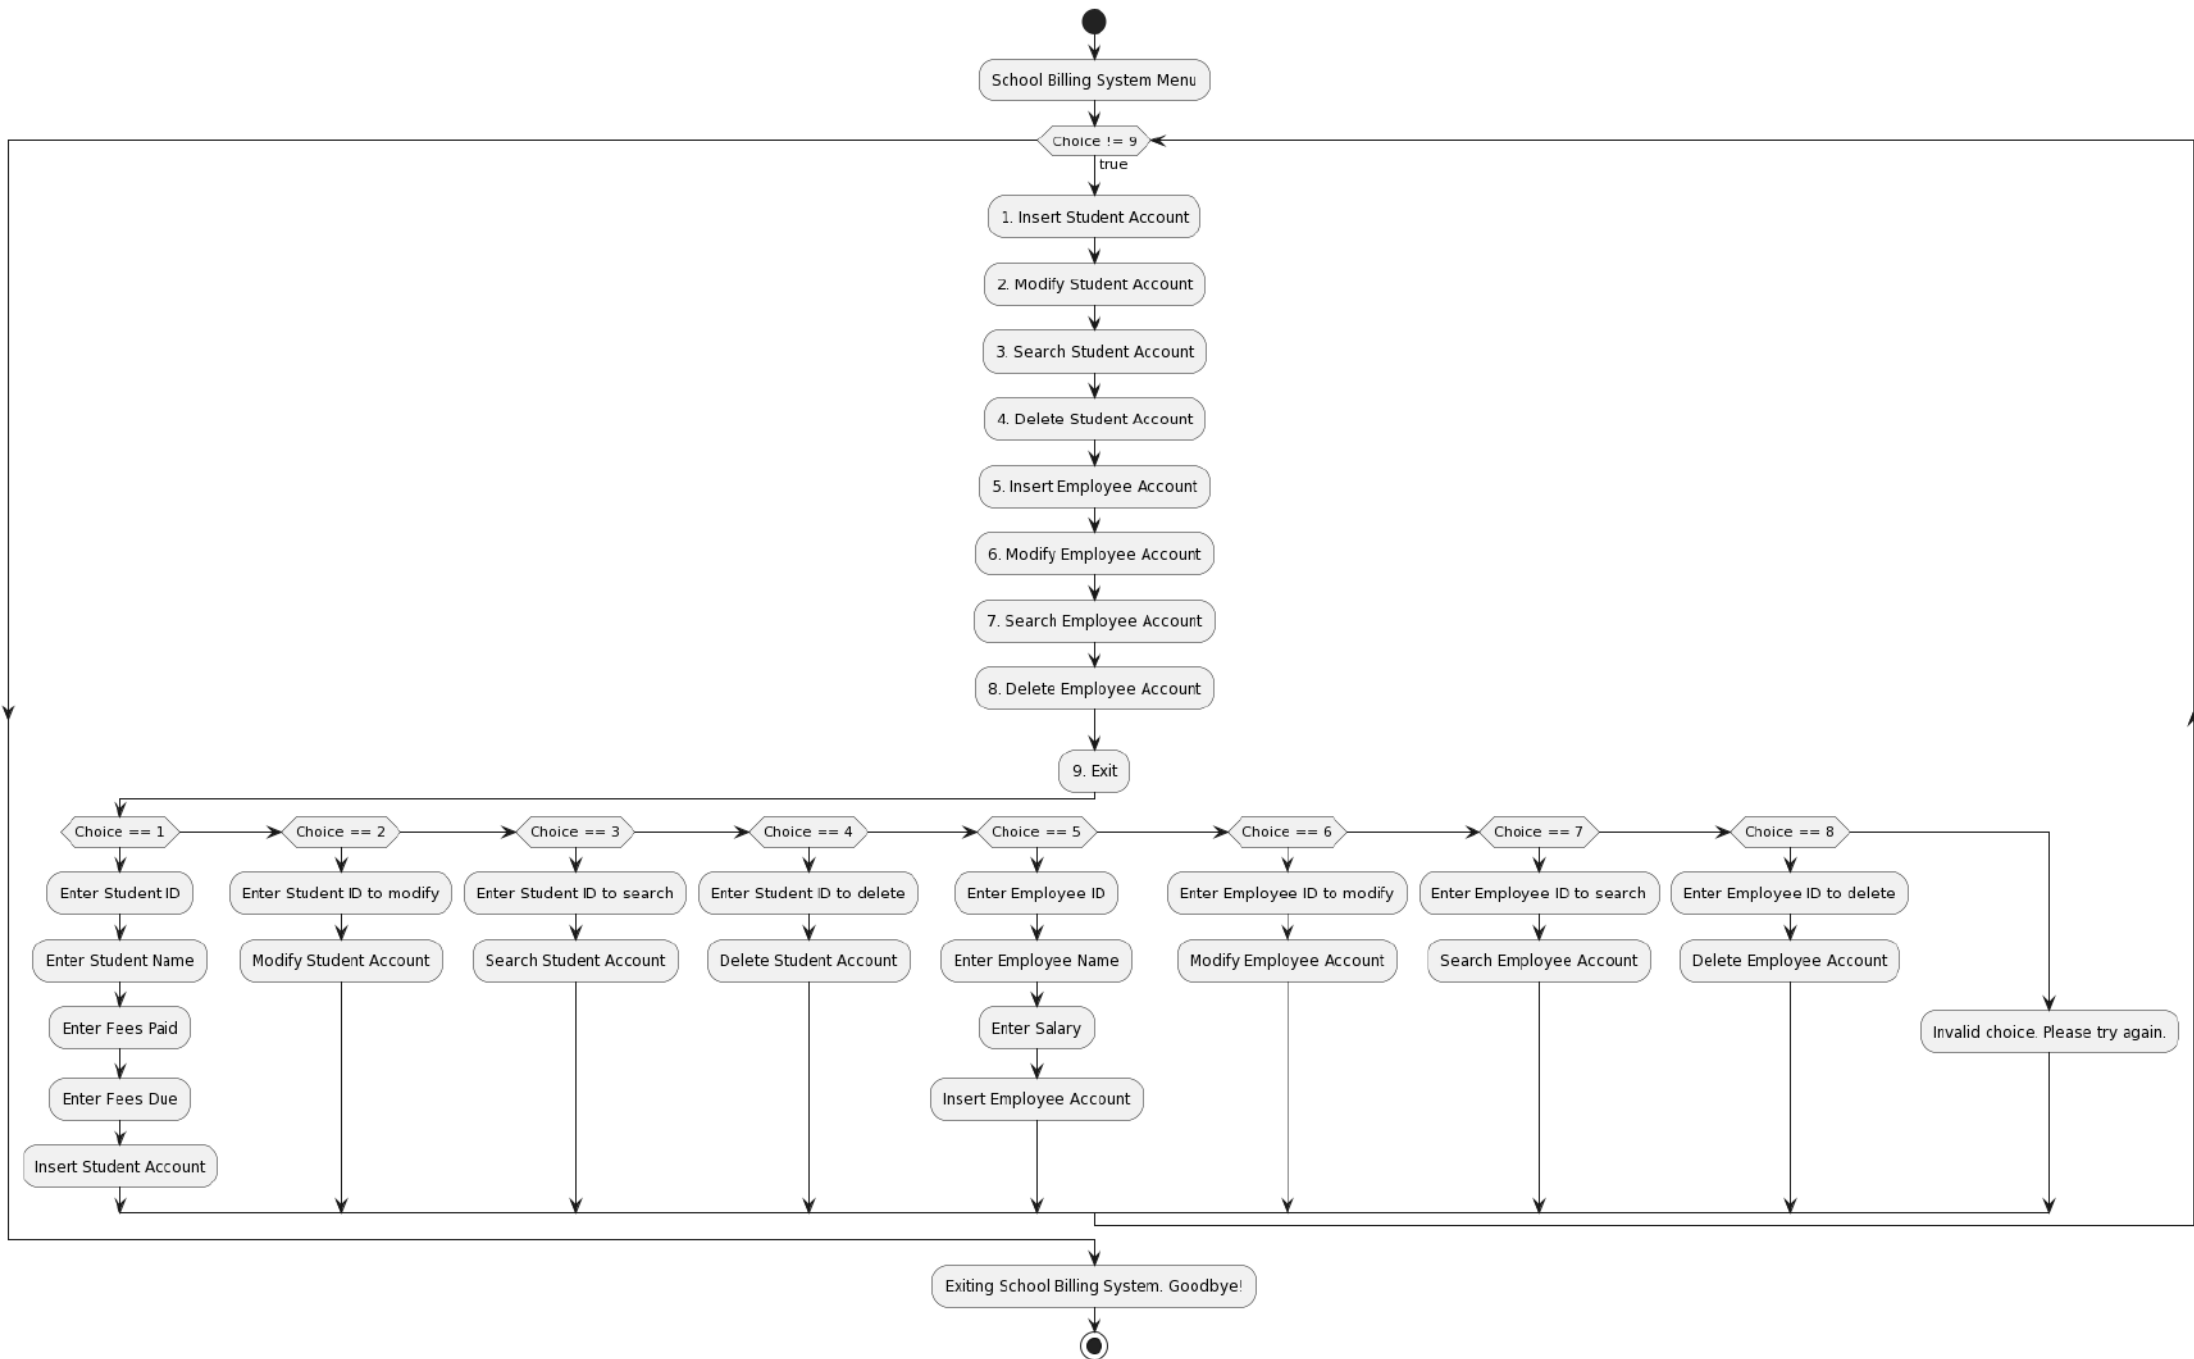 School Billing System Menu
Choice != 9
true
1. Insert Student Account
2. Modify Student Account
3. Search Student Account
4. Delete Student Account
5. Insert Employee Account
6. Modify Employee Account
7. Search Employee Account
8. Delete Employee Account
9. Exit
Choice == 1
Choice == 2
Choice == 3
Choice == 4
Choice == 5
Choice == 6
Choice == 7
Choice == 8
Enter Student ID
Enter Student ID to modify
Enter Student ID to search
Enter Student ID to delete
Enter Employee ID
Enter Employee ID to modify
Enter Employee ID to search
Enter Employee ID to delete
Enter Student Name
Modify Student Account
Search Student Account
Delete Student Account
Enter Employee Name
Modify Employee Account
Search Employee Account
Delete Employee Account
Enter Fees Paid
Enter Salary
Invalid choice. Please try again.
Enter Fees Due
Insert Employee Account
Insert Student Account
Exiting School Billing System. Goodbye!